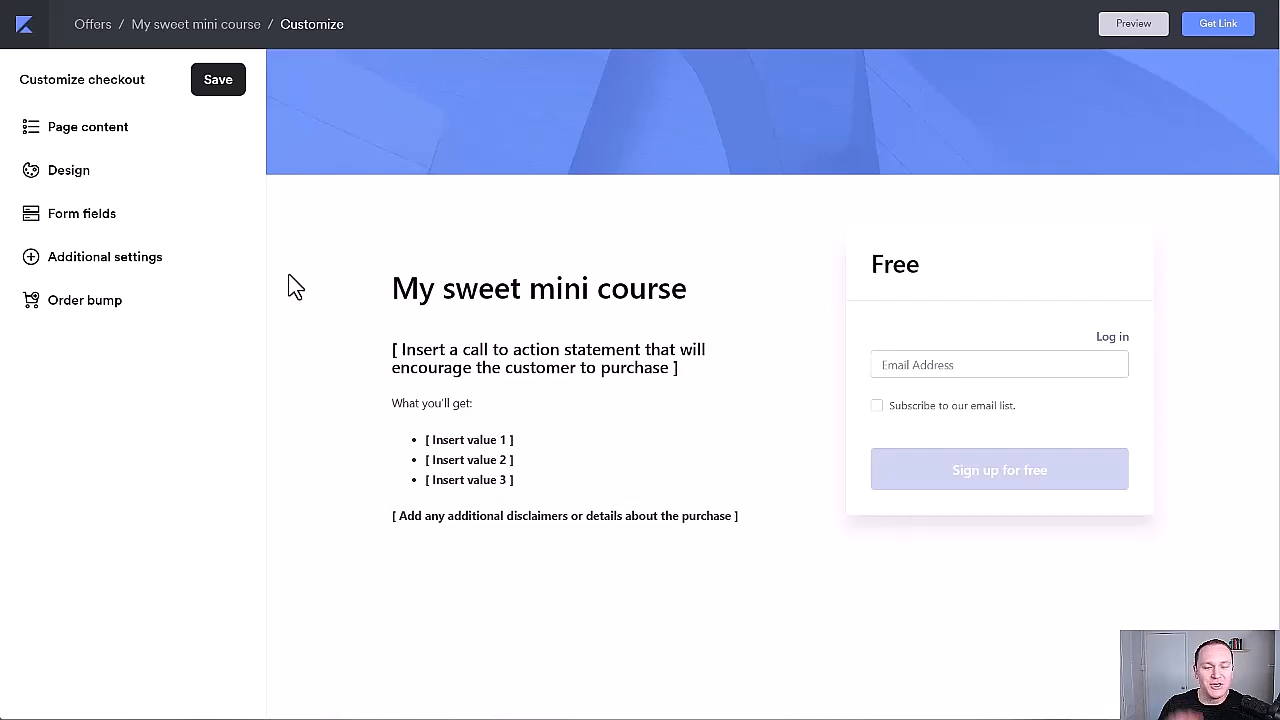 Offers / My sweet mini course / Customize
Preview
Get Link
Customize checkout
Save
Page content
Design
Form fields
Additional settings
Order bump
My sweet mini course
[ Insert a call to action statement that will
encourage the customer to purchase ]
What you'll get:
• [ Insert value 1 ]
• [ Insert value 2 ]
• [ Insert value 3 ]
[ Add any additional disclaimers or details about the purchase ]
Free
Log in
Email Address
Subscribe to our email list.
Sign up for free